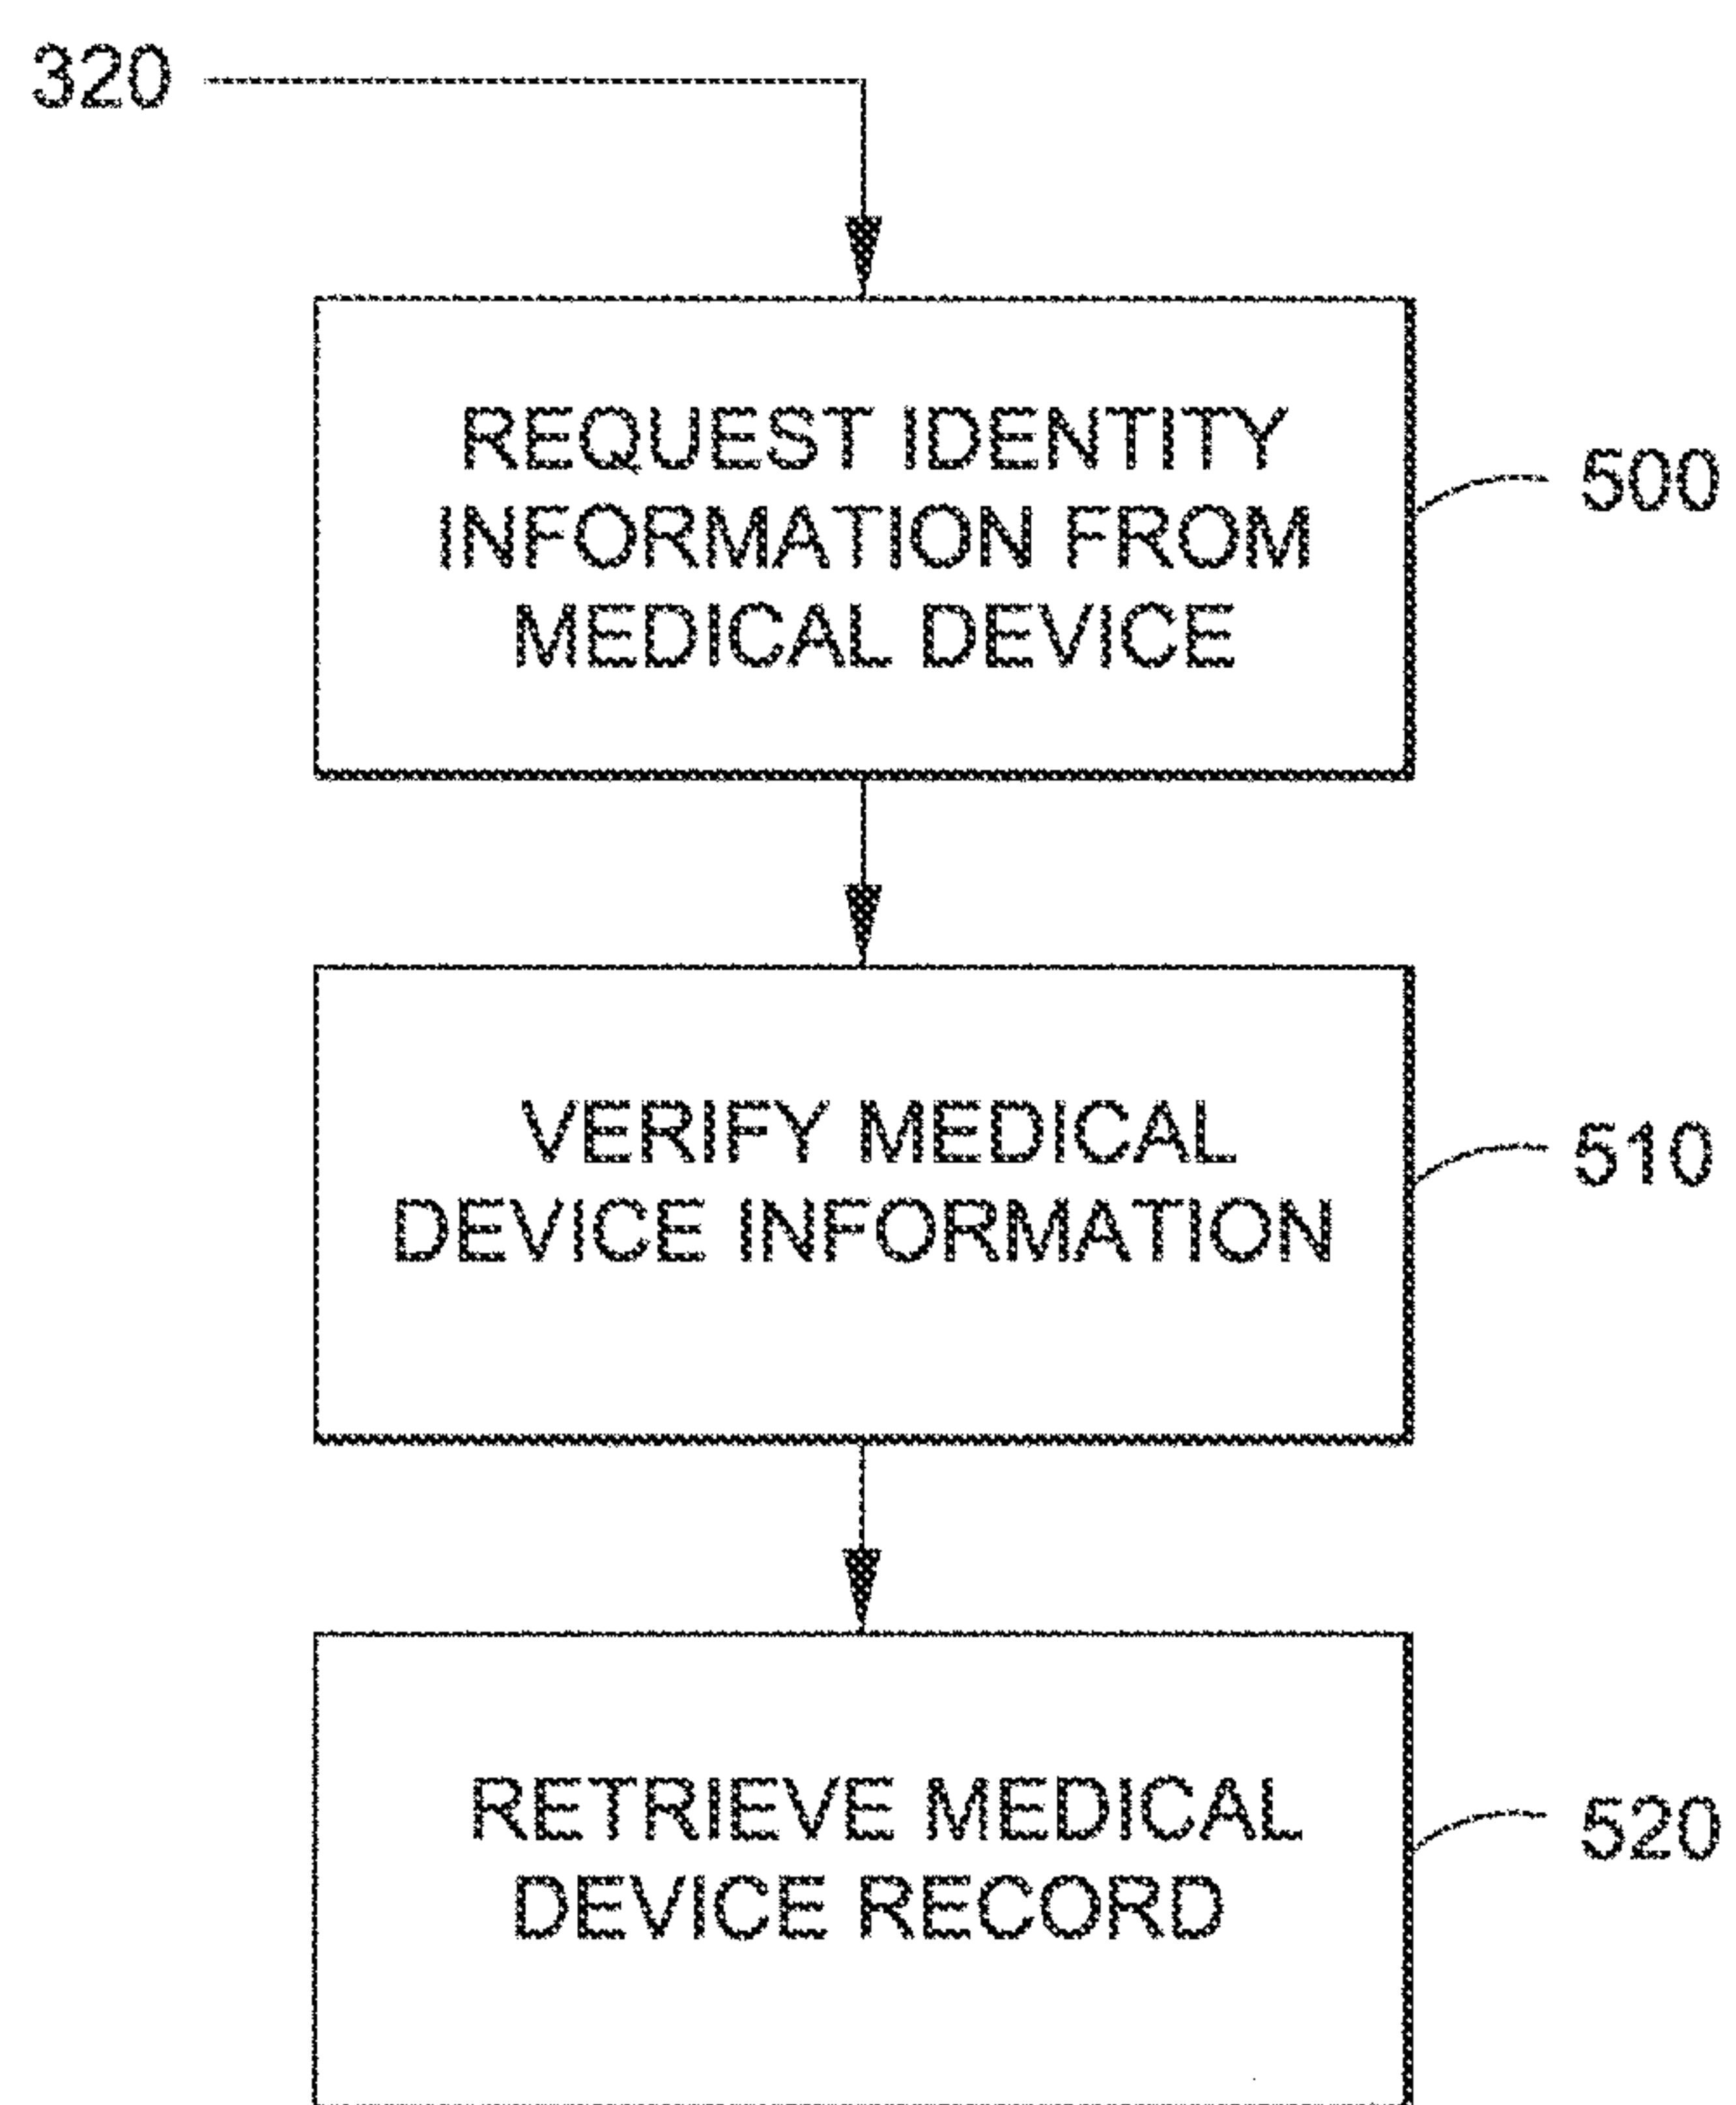 320
REQUEST IDENTITY
INFORMATION FROM
MEDICAL DEVICE
500
VERIFY MEDICAL
DEVICE INFORMATION
510
RETRIEVE MEDICAL
DEVICE RECORD
520